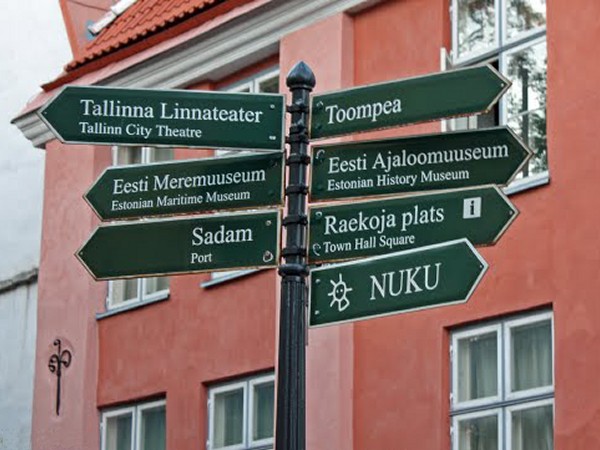 Tallinna Linnateater
Tallinn City Theatre
Eesti Meremuuseum
Estonian Maritime Museum
Sadam
Port
Toompea
Eesti Ajaloomuuseum
Estonian History Museum
Raekoja plats
Town Hall Square
i
NUKU